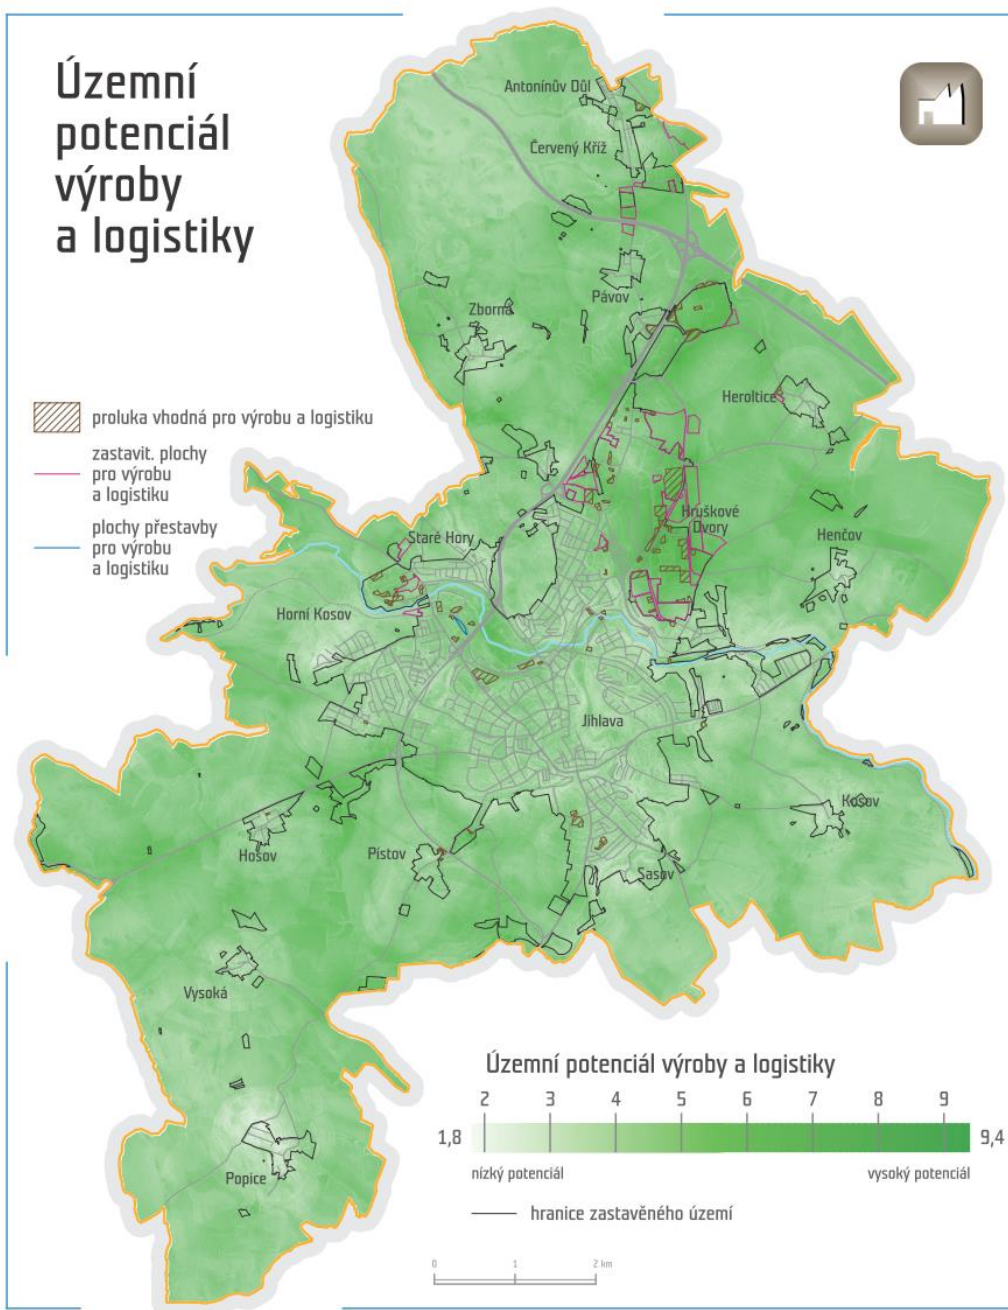 Územní
potenciál
výroby
a logistiky
Antonínův Důl
Červený Kříž
Pávov
Zborná
Heroltice
proluka vhodná pro výrobu a logistiku
zastavit. plochy
pro výrobu
a logistiku
plochy přestavby
pro výrobu
a logistiku
Hruškové
Dvory
Staré Hory
Henčov
Horní Kosov
Jihlava
Kosov
Hosov
Pístov
Sasov
Vysoká
Popice
Územní potenciál výroby a logistiky
2 3 4 5 6 7 8 9
1,8 9,4
nízký potenciál vysoký potenciál
hranice zastavěného území
0 1 2 km